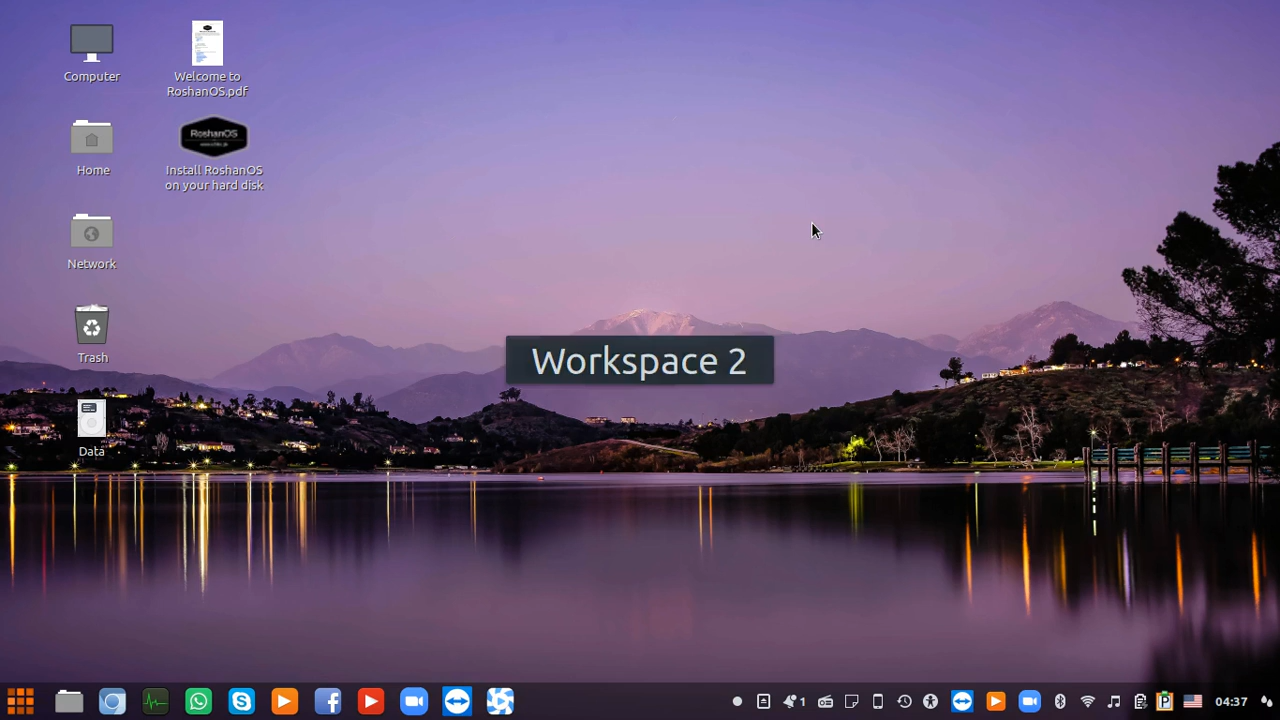 Computer
Welcome to
RoshanOS.pdf
RoshanOS
Home
Install RoshanOS
on your hard disk
Network
Workspace 2
Trash
Data
1
P
04:37